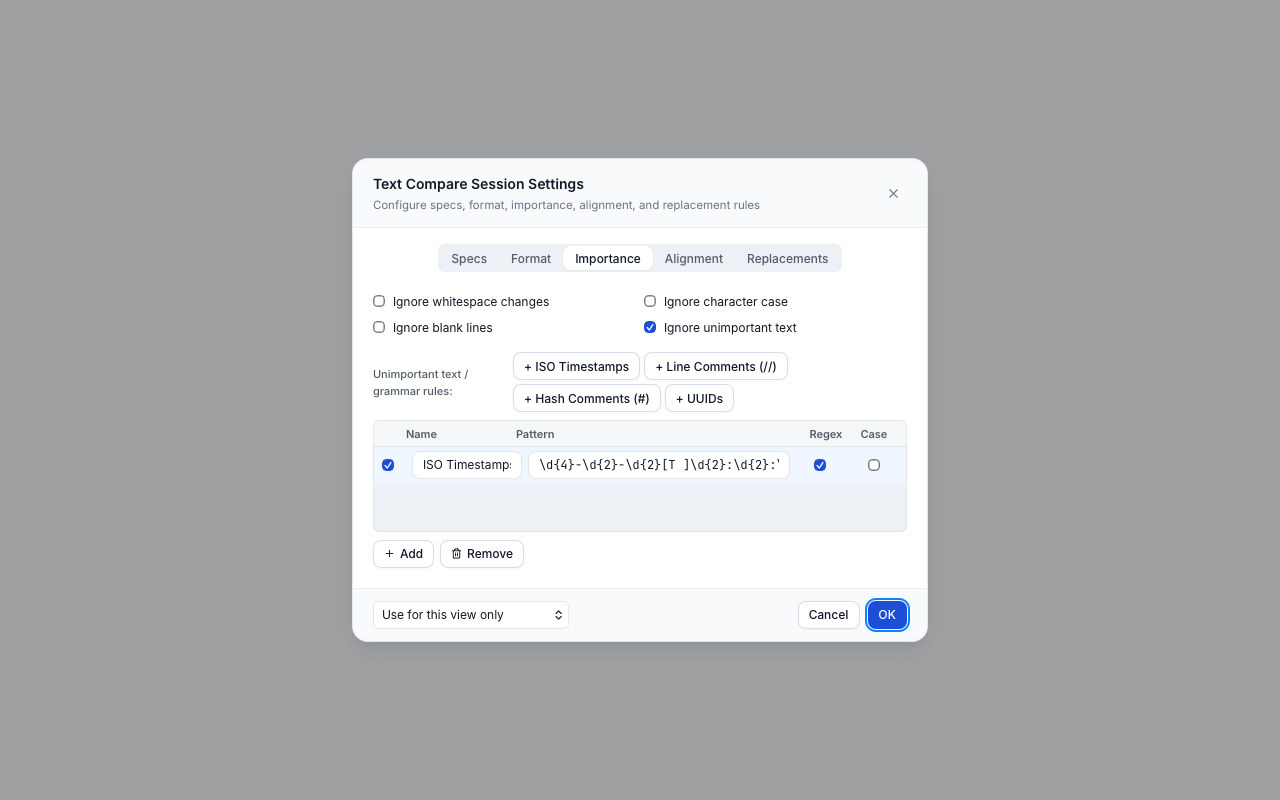 Text Compare Session Settings
Configure specs, format, importance, alignment, and replacement rules
Specs Format Importance Alignment Replacements
Ignore whitespace changes Ignore character case
Ignore blank lines Ignore unimportant text
Unimportant text /
grammar rules:
+ ISO Timestamps + Line Comments (//)
+ Hash Comments (#) + UUIDs
Name Pattern Regex Case
ISO Timestamps \d{4}-\d{2}-\d{2}[T ]\d{2}:\d{2}:\
+ Add Remove
Use for this view only Cancel OK